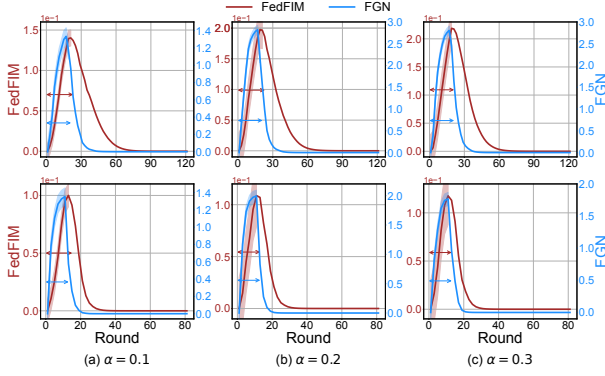 FedFIM FGN
1e−1 1e−1 1e−1
1.5 1.4 2.0 3.0 3.0
1.2 2.5 2.0 2.5
1.0 1.0 1.5 2.0 1.5 2.0
0.8 1.0 1.5 1.0 1.5
0.5 0.6 1.0 1.0
0.4 0.5 0.5 0.5 0.5
0.2
0.0 0.0 0.0 0.0 0.0 0.0
FedFIM FGN
0 30 60 90 120 0 30 60 90 120 0 30 60 90 120
1e−1 1e−1 1e−1
1.0 1.4 1.0 2.0 1.0 2.0
1.2
1.0 1.5 1.5
0.5 0.8 0.5 1.0 0.5 1.0
0.6
0.4 0.5 0.5
0.2
0.0 0.0 0.0 0.0 0.0 0.0
FedFIM FGN
0 20 40 60 80 0 20 40 60 80 0 20 40 60 80
Round Round Round
(a) α = 0.1 (b) α = 0.2 (c) α = 0.3